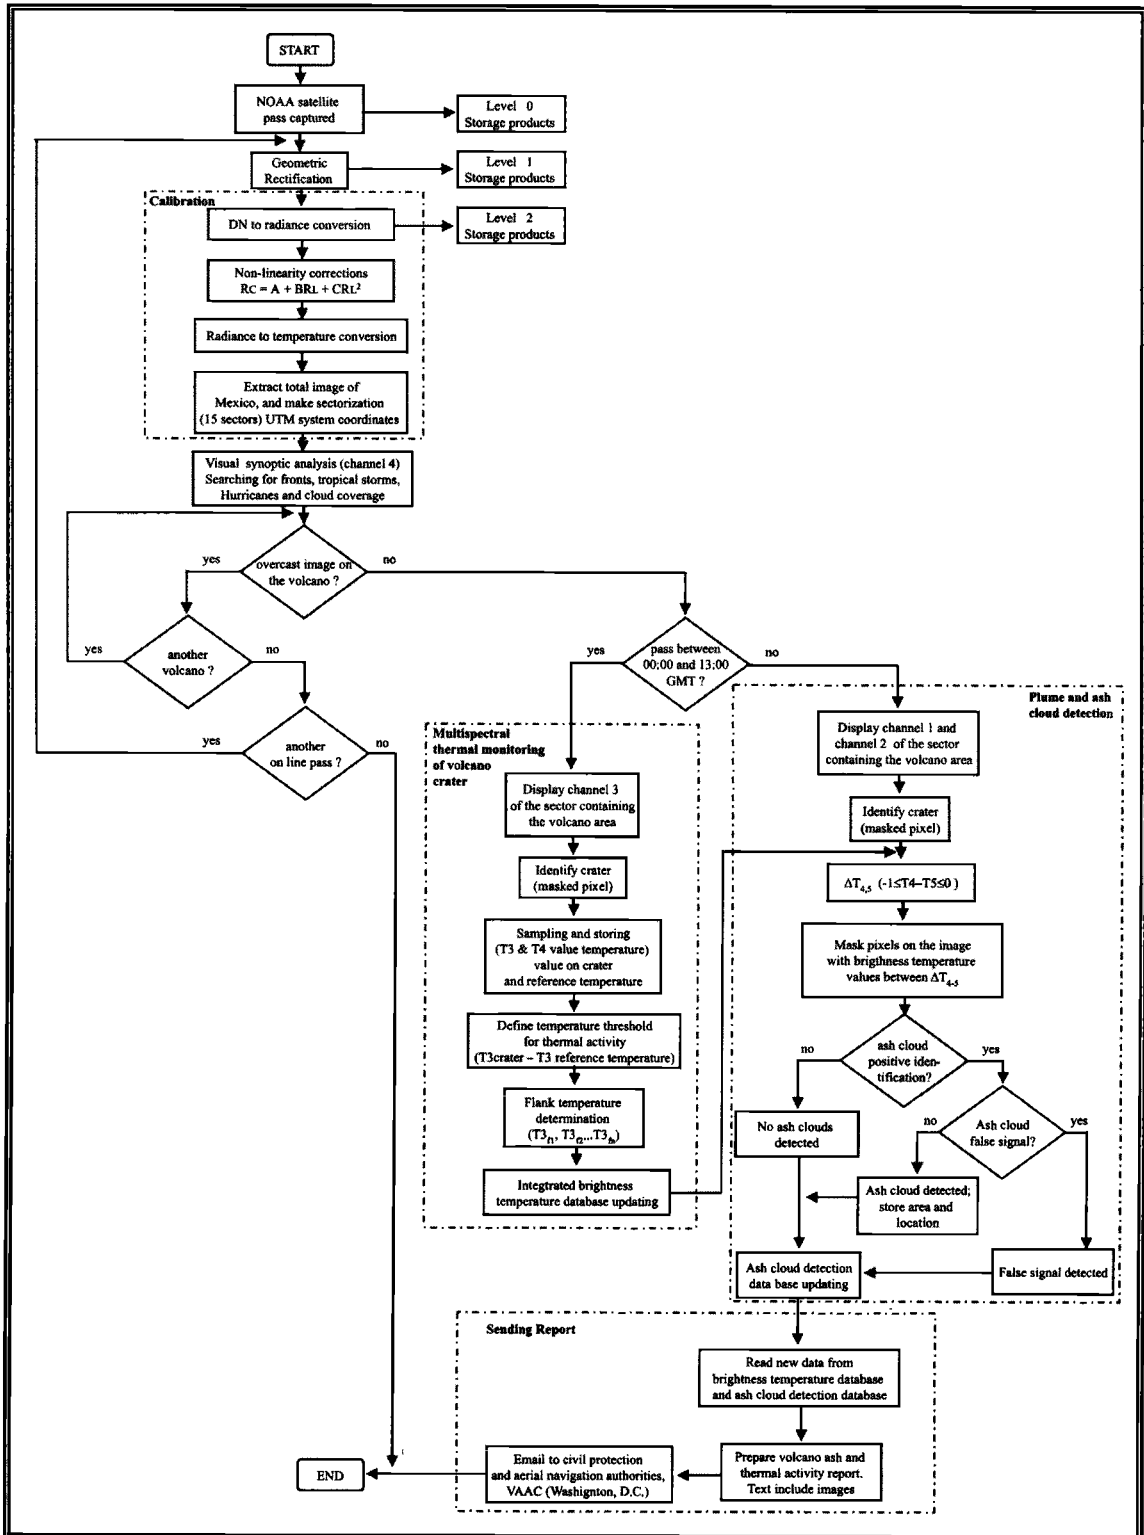 START
NOAA satellite
pass captured
Level 0
Storage products
Geometric
Rectification
Level 1
Storage products
Calibration
DN to radiance conversion
Level 2
Storage products
Non-linearity corrections
RC = A + BRL + CRL²
Radiance to temperature conversion
Extract total image of
Mexico, and make sectorization
(15 sectors) UTM system coordinates
Visual synoptic analysis (channel 4)
Searching for fronts, tropical storms,
Hurricanes and cloud coverage
yes
overcast image on
the volcano ?
no
yes
another
volcano ?
no
yes
another
on line pass ?
no
yes
pass between
00:00 and 13:00
GMT ?
no
Multispectral
thermal monitoring
of volcano
crater
Display channel 3
of the sector containing
the volcano area
Identify crater
(masked pixel)
Sampling and storing
(T3 & T4 value temperature)
value on crater
and reference temperature
Define temperature threshold
for thermal activity
(T3crater – T3 reference temperature)
Flank temperature
determination
(T3f1, T3f2...T3fn)
Integtrated brightness
temperature database updating
Plume and ash
cloud detection
Display channel 1 and
channel 2 of the sector
containing the volcano area
Identify crater
(masked pixel)
ΔT4,5 (-1≤T4–T5≤0 )
Mask pixels on the image
with brigthness temperature
values between ΔT4-5
no
ash cloud
positive iden-
tification?
yes
No ash clouds
detected
no
Ash cloud
false signal?
yes
Ash cloud detected;
store area and
location
Ash cloud detection
data base updating
False signal detected
Sending Report
Read new data from
brightness temperature database
and ash cloud detection database
Prepare volcano ash and
thermal activity report.
Text include images
Email to civil protection
and aerial navigation authorities,
VAAC (Washignton, D.C.)
END